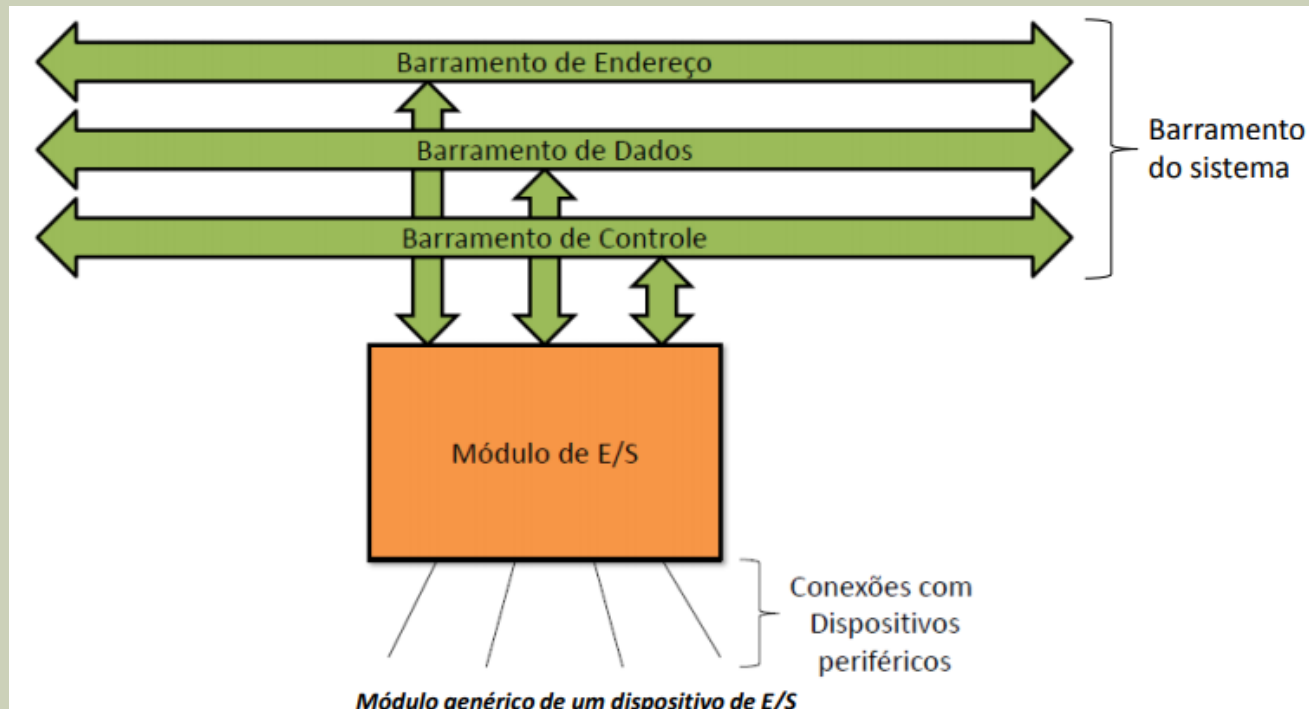 Barramento de Endereço
Barramento de Dados
Barramento de Controle
Barramento
do sistema
Módulo de E/S
Conexões com
Dispositivos
periféricos
Módulo genérico de um dispositivo de E/S